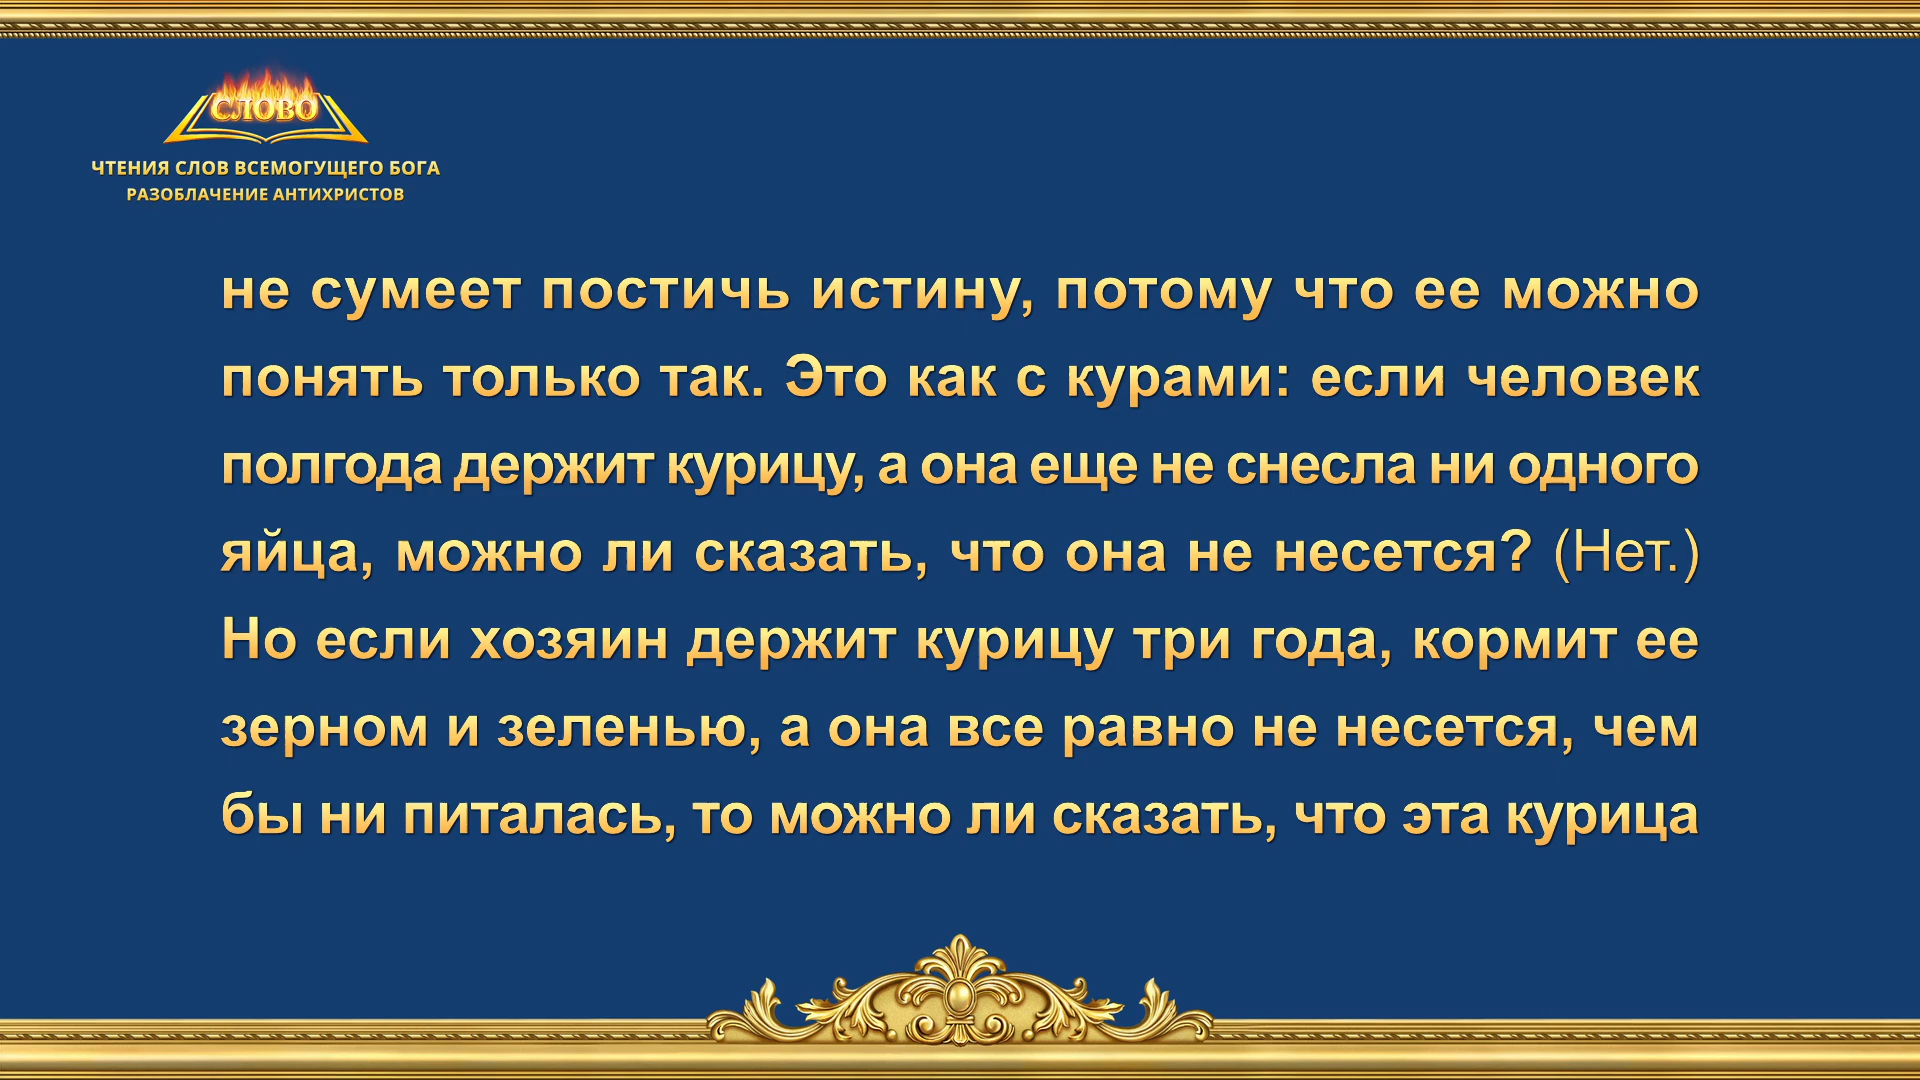 СЛОВО
ЧТЕНИЯ СЛОВ ВСЕМОГУЩЕГО БОГА
РАЗОБЛАЧЕНИЕ АНТИХРИСТОВ
не сумеет постичь истину, потому что ее можно
понять только так. Это как с курами: если человек
полгода держит курицу, а она еще не снесла ни одного
яйца, можно ли сказать, что она не несется? (Нет.)
Но если хозяин держит курицу три года, кормит ее
зерном и зеленью, а она все равно не несется, чем
бы ни питалась, то можно ли сказать, что эта курица